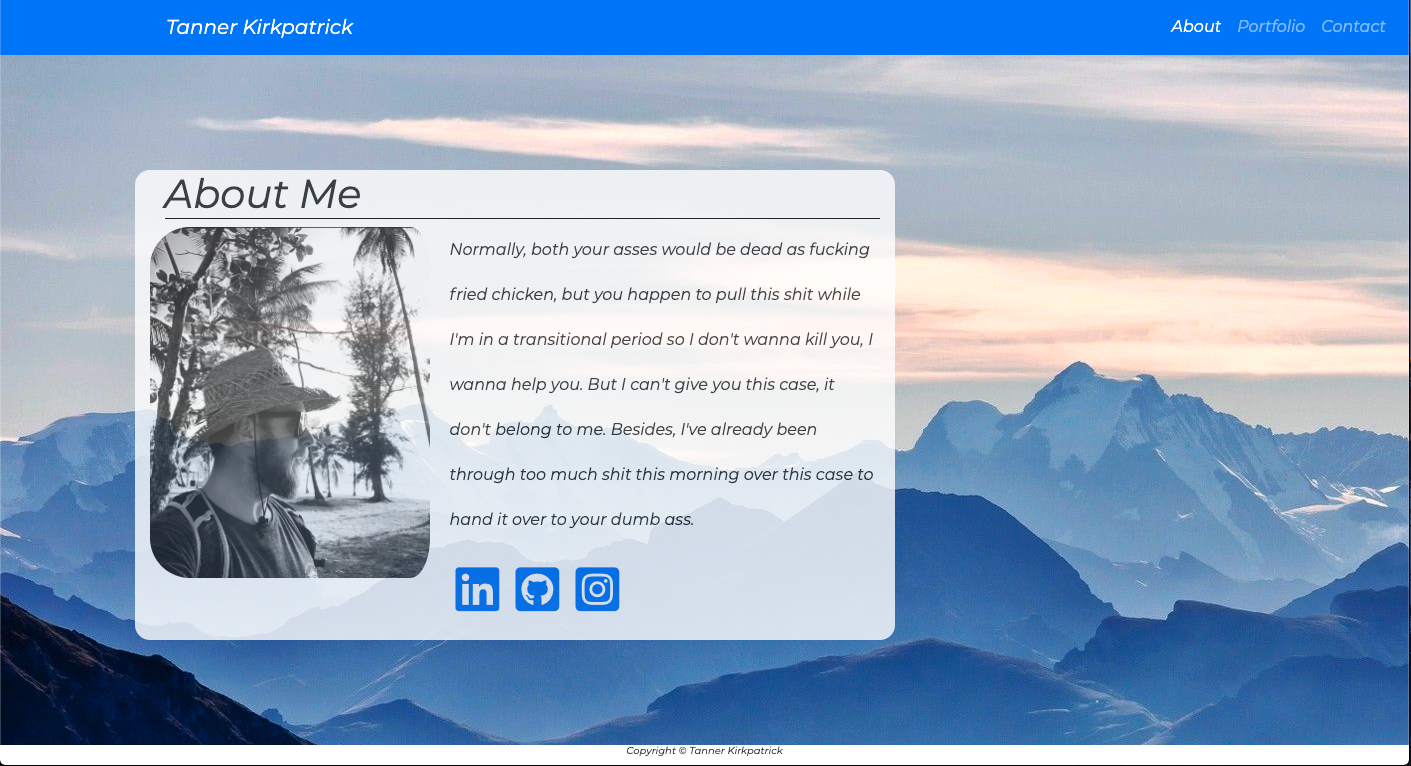 Tanner Kirkpatrick
About Portfolio Contact
About Me
Normally, both your asses would be dead as fucking
fried chicken, but you happen to pull this shit while
I'm in a transitional period so I don't wanna kill you, I
wanna help you. But I can't give you this case, it
don't belong to me. Besides, I've already been
through too much shit this morning over this case to
hand it over to your dumb ass.
in
Copyright © Tanner Kirkpatrick